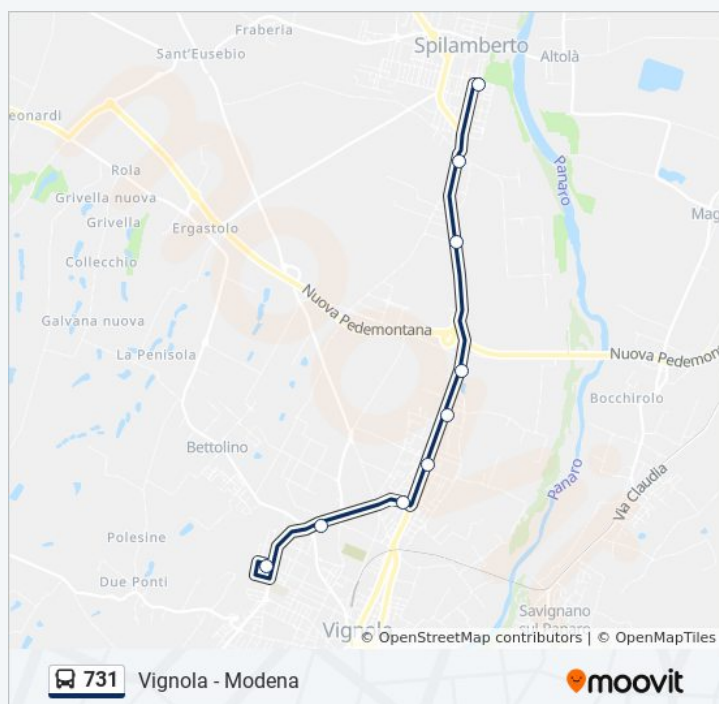 Fraberia
Spilamberto
Sant'Eusebio
Altolà
eonardi
Rola
Panaro
Grivella nuova
Grivella
Ergastolo
Mag
Collecchio
Nuova Pedemontana
Galvana nuova
La Penisola
Nuova Pedemonta
Bocchirolo
Bettolino
Panaro
Via Claudia
Polesine
Due Ponti
Savignano
sul Panaro
Vignola
© OpenStreetMap contributors | © OpenMapTiles
731 Vignola - Modena
moovit